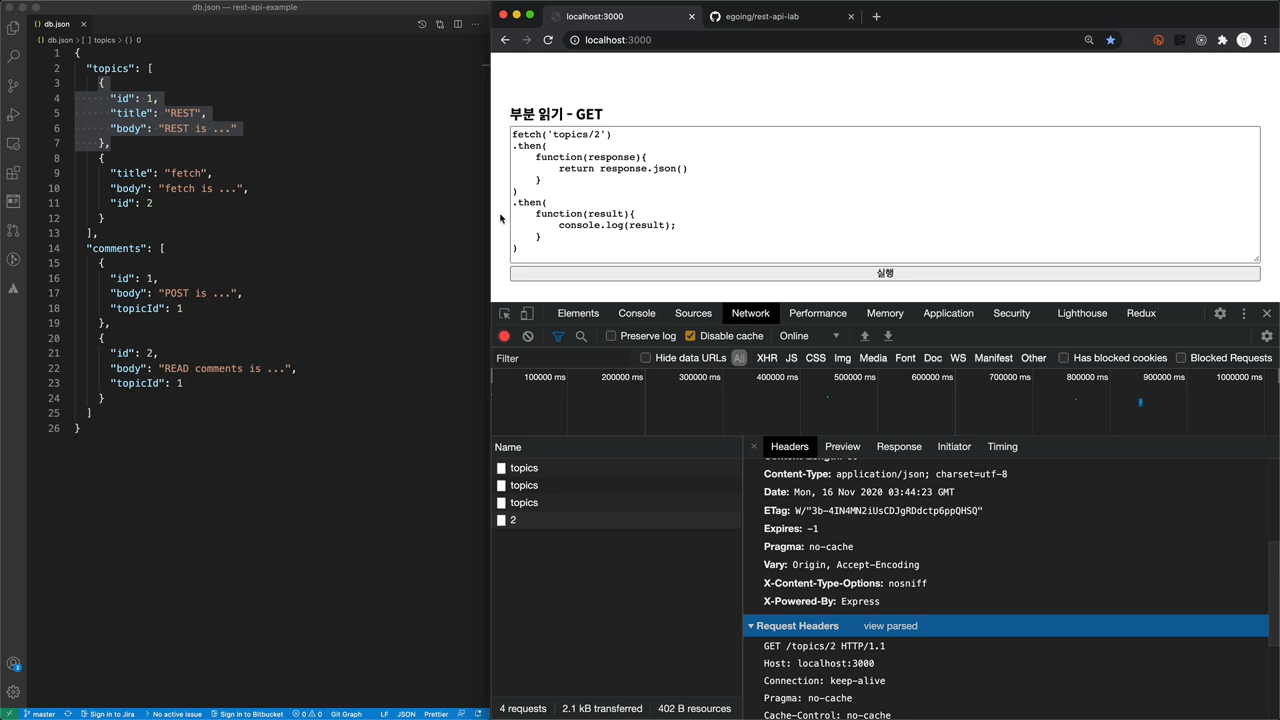 db.json — rest-api-example
db.json
db.json › [ ] topics › { } 0
1 {
2 "topics": [
3 {
4 "id": 1,
5 "title": "REST",
6 "body": "REST is ..."
7 },
8 {
9 "title": "fetch",
10 "body": "fetch is ...",
11 "id": 2
12 }
13 ],
14 "comments": [
15 {
16 "id": 1,
17 "body": "POST is ...",
18 "topicId": 1
19 },
20 {
21 "id": 2,
22 "body": "READ comments is ...",
23 "topicId": 1
24 }
25 ]
26 }
2
master Sign in to Jira No active issue Sign in to Bitbucket 0 0 Git Graph LF JSON Prettier
localhost:3000
egoing/rest-api-lab
localhost:3000
부분 읽기 - GET
fetch('topics/2')
.then(
function(response){
return response.json()
}
)
.then(
function(result){
console.log(result);
}
)
실행
Elements Console Sources Network Performance Memory Application Security Lighthouse Redux
Preserve log Disable cache Online
Filter Hide data URLs All XHR JS CSS Img Media Font Doc WS Manifest Other Has blocked cookies Blocked Requests
100000 ms 200000 ms 300000 ms 400000 ms 500000 ms 600000 ms 700000 ms 800000 ms 900000 ms 1000000 ms
Name
topics
topics
topics
2
4 requests 2.1 kB transferred 402 B resources
Headers Preview Response Initiator Timing
Content-Type: application/json; charset=utf-8
Date: Mon, 16 Nov 2020 03:44:23 GMT
ETag: W/"3b-4IN4MN2iUsCDJgRDdctp6ppQHSQ"
Expires: -1
Pragma: no-cache
Vary: Origin, Accept-Encoding
X-Content-Type-Options: nosniff
X-Powered-By: Express
Request Headers view parsed
GET /topics/2 HTTP/1.1
Host: localhost:3000
Connection: keep-alive
Pragma: no-cache
Cache-Control: no-cache